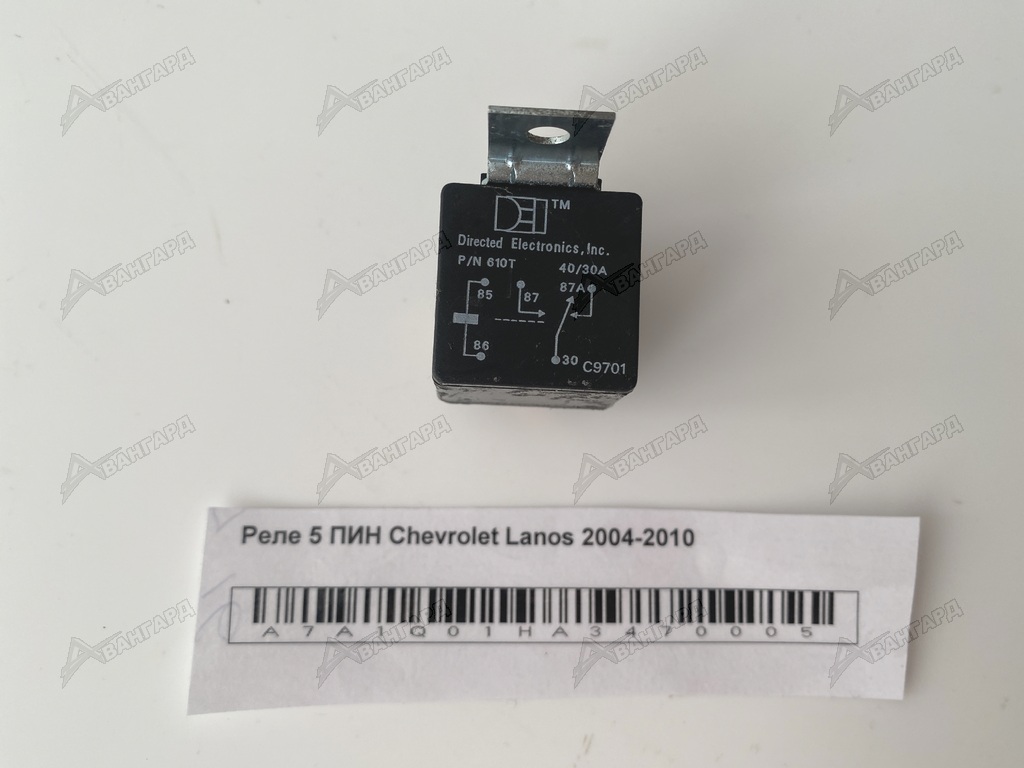 DEI™
Directed Electronics, Inc.
P/N 610T 40/30A
85 87 87A
86 30 C9701
Реле 5 ПИН Chevrolet Lanos 2004-2010
A7A1Q01HA3470005
АВАНГАРД